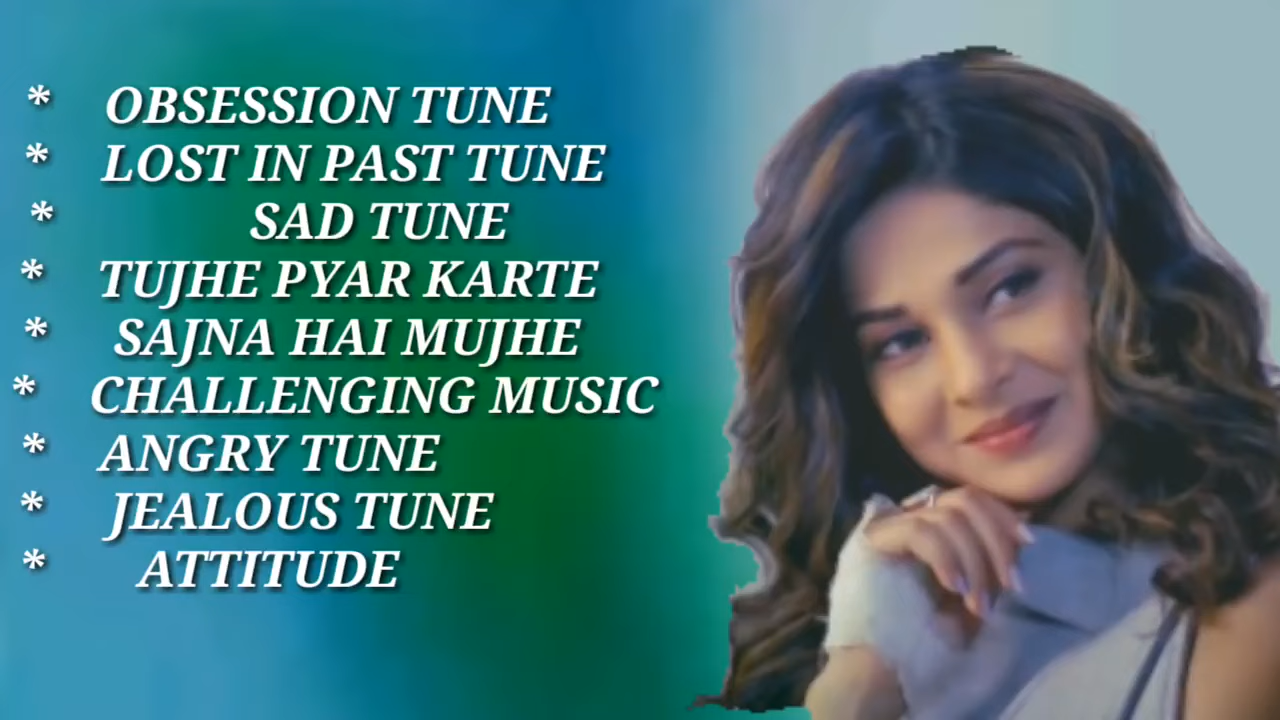 * OBSESSION TUNE
* LOST IN PAST TUNE
* SAD TUNE
* TUJHE PYAR KARTE
* SAJNA HAI MUJHE
* CHALLENGING MUSIC
* ANGRY TUNE
* JEALOUS TUNE
* ATTITUDE